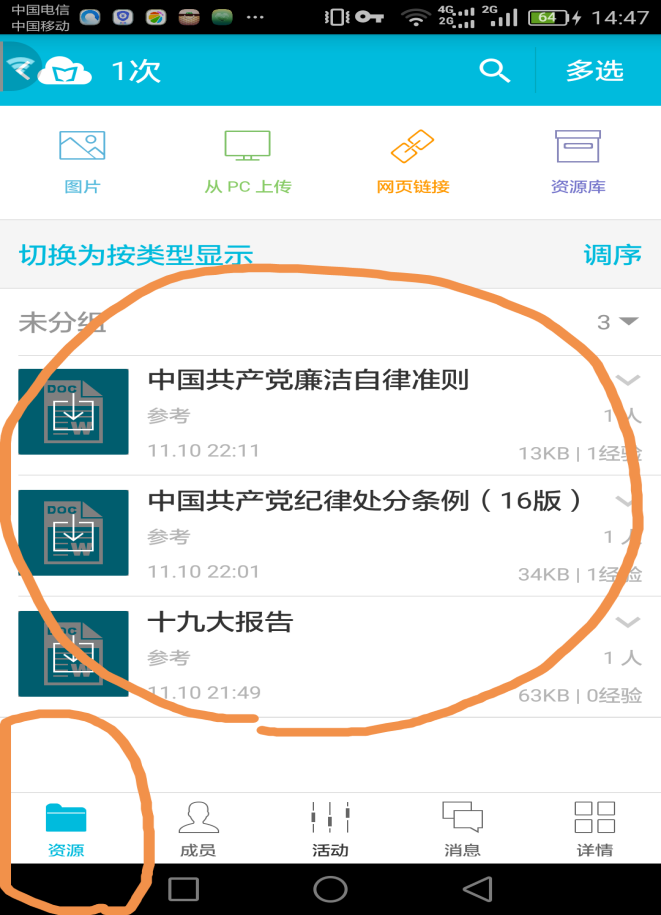 中国电信
中国移动
4G
2G
2G
64
14:47
1次
多选
图片
从 PC 上传
网页链接
资源库
切换为按类型显示
调序
未分组
3
DOC
W
中国共产党廉洁自律准则
参考
1 人
11.10 22:11
13KB | 1经验
DOC
W
中国共产党纪律处分条例（16版）
参考
1 人
11.10 22:01
34KB | 1经验
DOC
W
十九大报告
参考
1 人
11.10 21:49
63KB | 0经验
资源
成员
活动
消息
详情